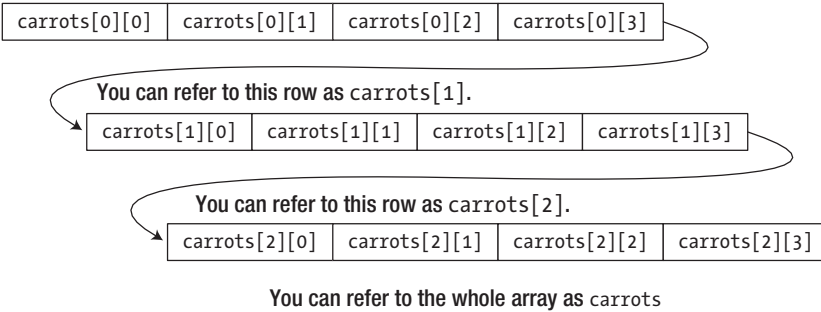 carrots[0][0] carrots[0][1] carrots[0][2] carrots[0][3]
You can refer to this row as carrots[1].
carrots[1][0] carrots[1][1] carrots[1][2] carrots[1][3]
You can refer to this row as carrots[2].
carrots[2][0] carrots[2][1] carrots[2][2] carrots[2][3]
You can refer to the whole array as carrots